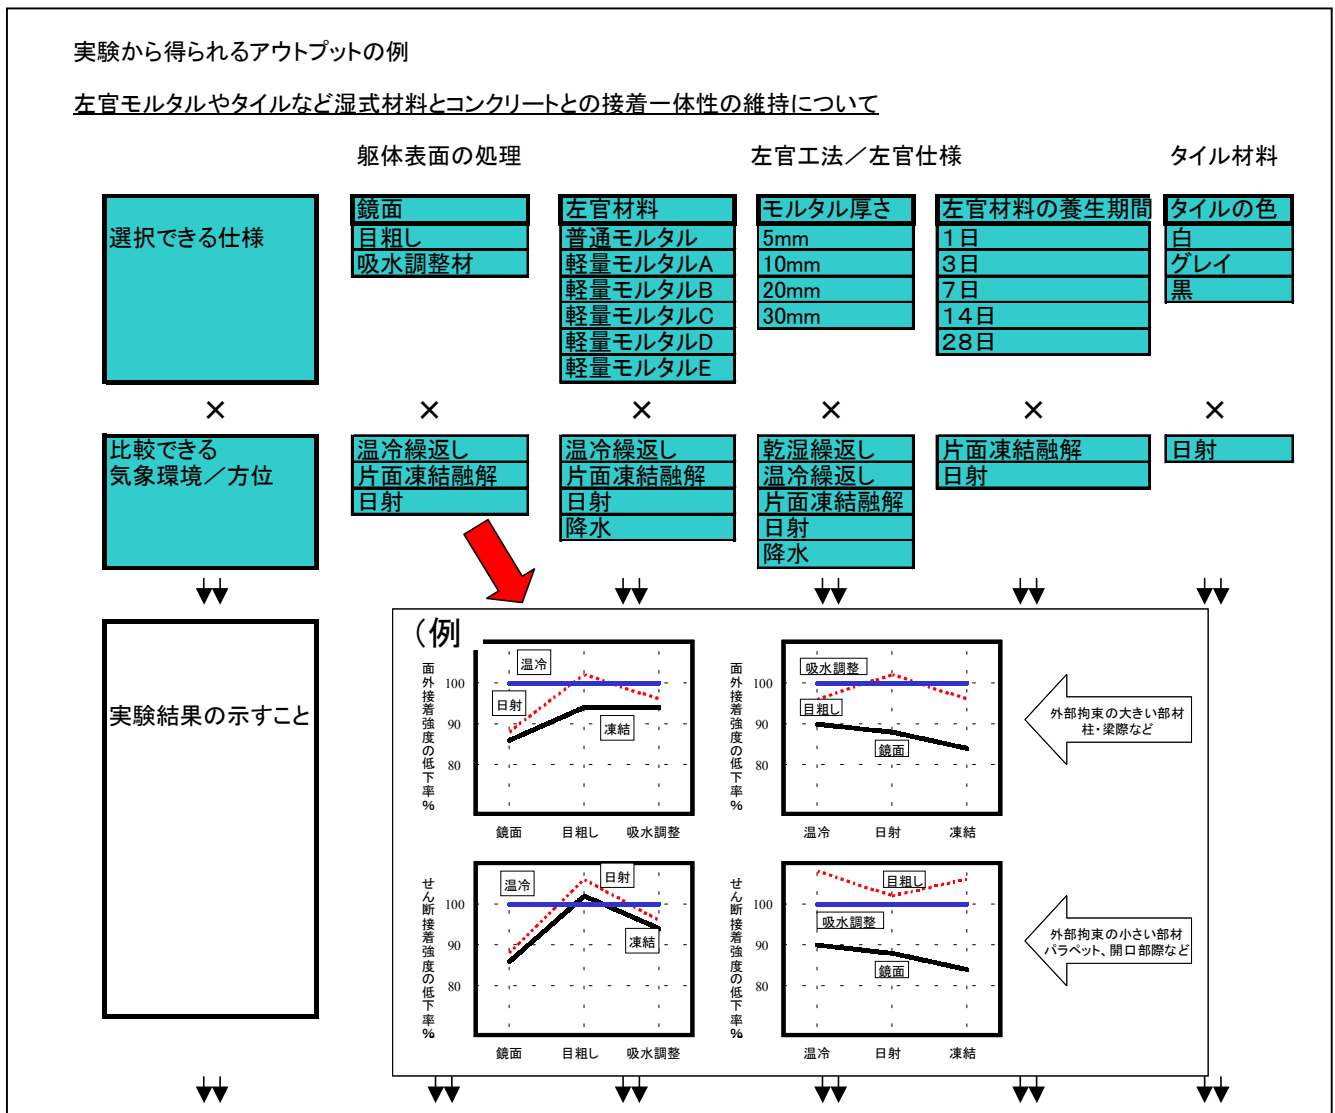 実験から得られるアウトプットの例
左官モルタルやタイルなど湿式材料とコンクリートとの接着一体性の維持について
躯体表面の処理
左官工法／左官仕様
タイル材料
選択できる仕様
鏡面
目粗し
吸水調整材
左官材料
普通モルタル
軽量モルタルA
軽量モルタルB
軽量モルタルC
軽量モルタルD
軽量モルタルE
モルタル厚さ
5mm
10mm
20mm
30mm
左官材料の養生期間
1日
3日
7日
14日
28日
タイルの色
白
グレイ
黒
×
×
×
×
×
×
比較できる
気象環境／方位
温冷繰返し
片面凍結融解
日射
温冷繰返し
片面凍結融解
日射
降水
乾湿繰返し
温冷繰返し
片面凍結融解
日射
降水
片面凍結融解
日射
日射
実験結果の示すこと
(例
面外接着強度の低下率%
100
90
80
温冷
日射
凍結
鏡面
目粗し
吸水調整
面外接着強度の低下率%
100
90
80
吸水調整
目粗し
鏡面
温冷
日射
凍結
外部拘束の大きい部材
柱・梁際など
せん断接着強度の低下率%
100
90
80
温冷
日射
凍結
鏡面
目粗し
吸水調整
せん断接着強度の低下率%
100
90
80
目粗し
吸水調整
鏡面
温冷
日射
凍結
外部拘束の小さい部材
パラペット、開口部際など